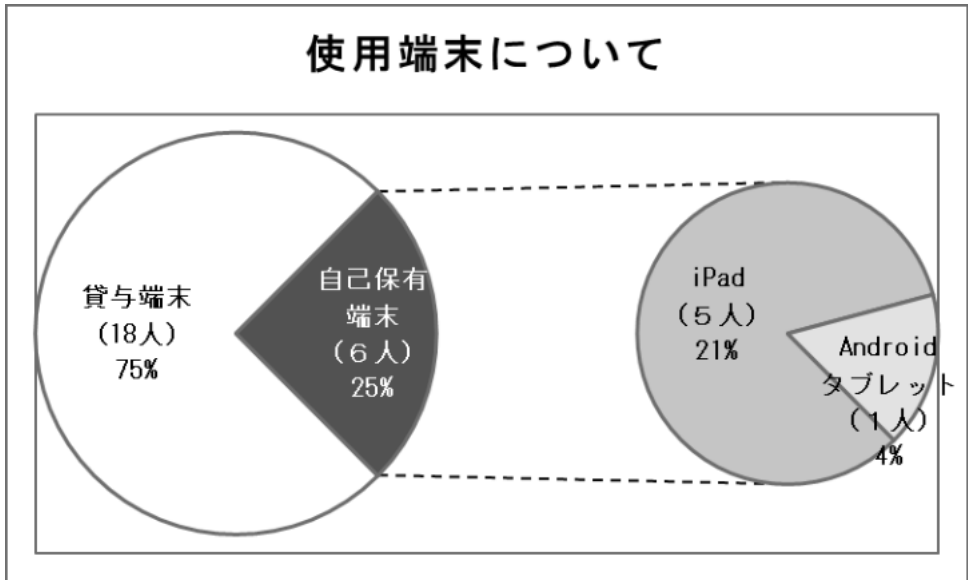 使用端末について
貸与端末
(18人)
75%
自己保有
端末
(６人)
25%
iPad
(５人)
21%
Android
タブレット
(１人)
4%